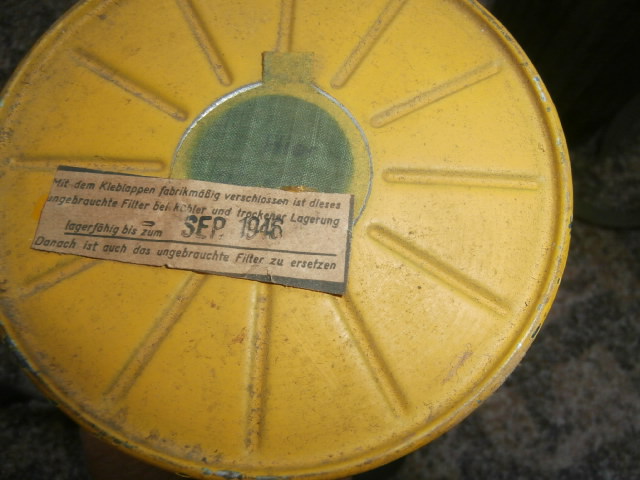 Mit dem Kleblappen fabrikmäßig verschlossen ist dieses
ungebrauchte Filter bei kühler und trockener Lagerung
lagerfähig bis zum SEP. 1946
Danach ist auch das ungebrauchte Filter zu ersetzen